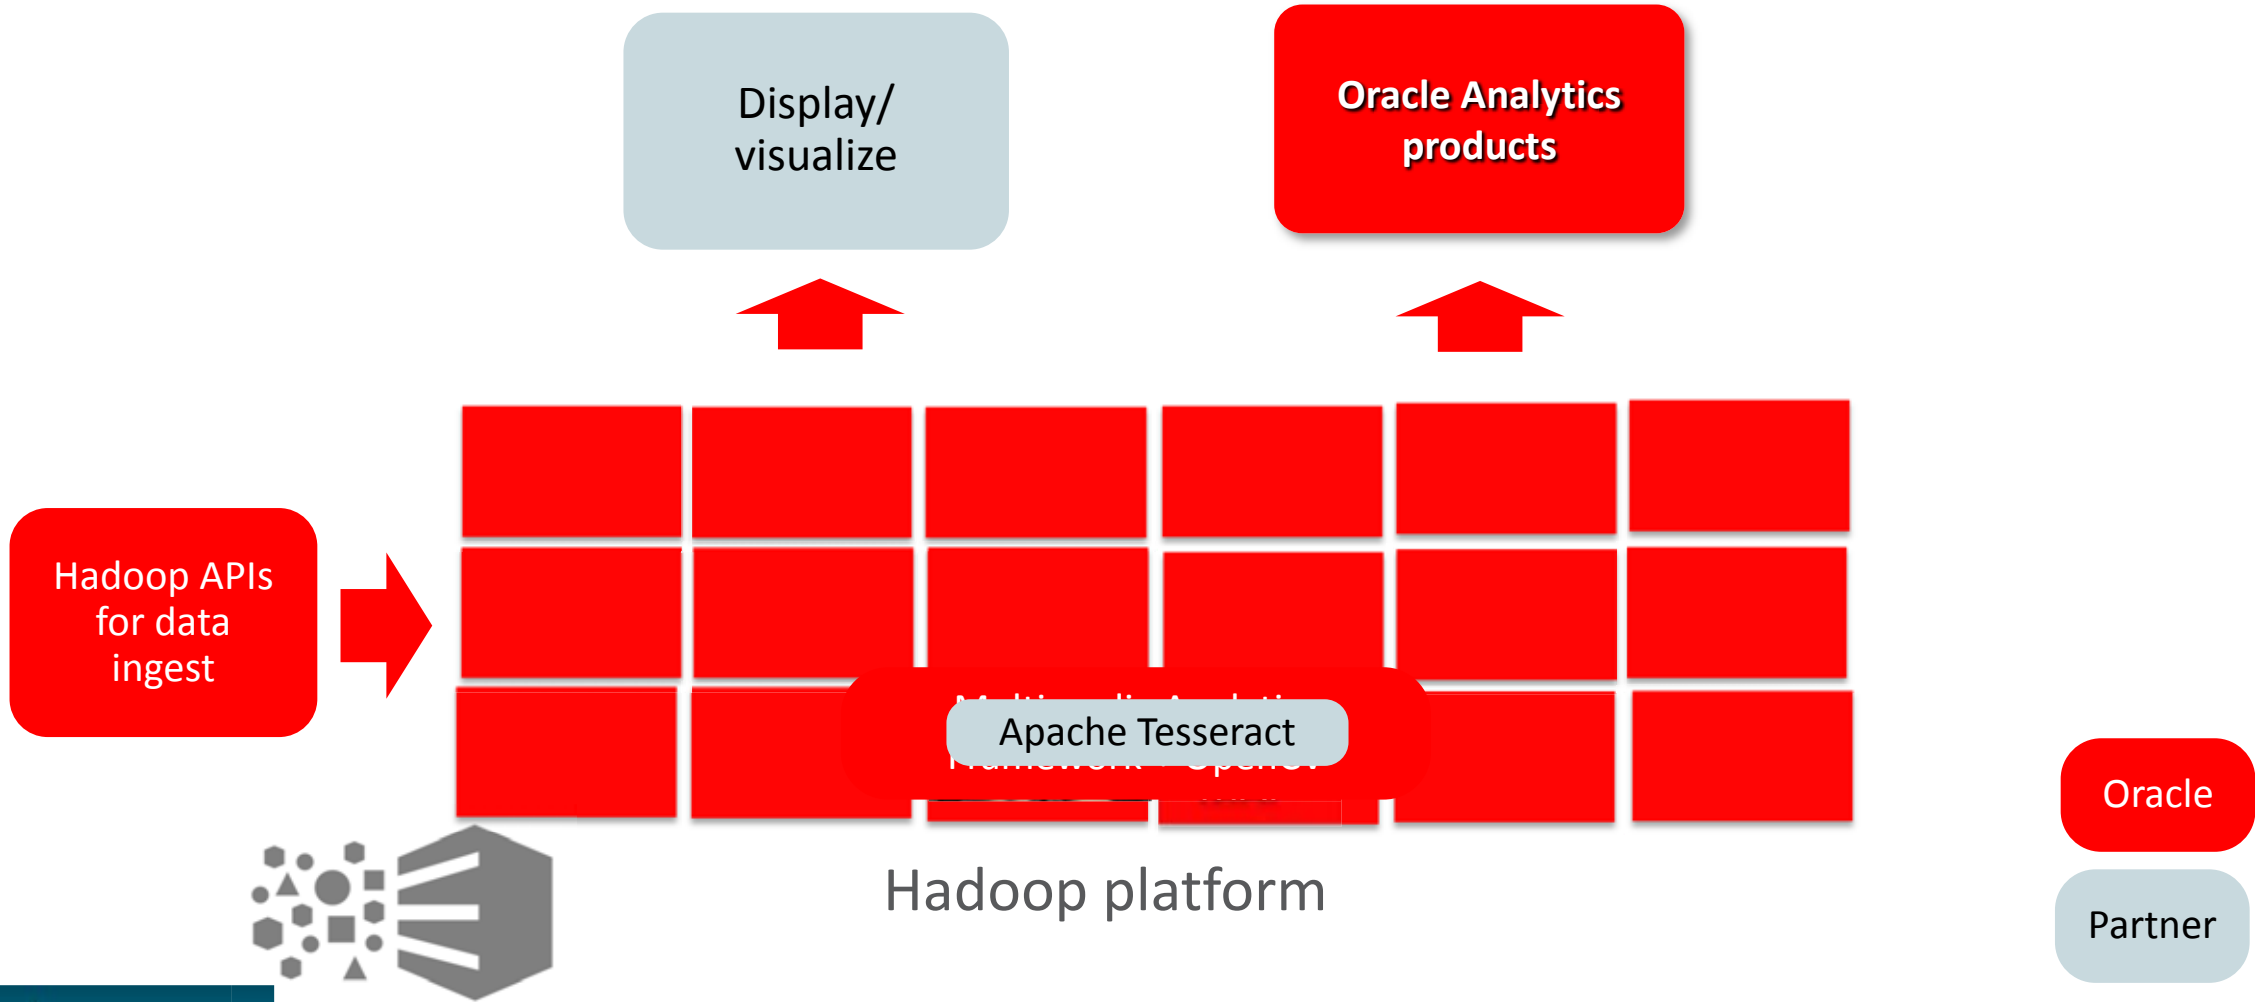 Display/
visualize
Oracle Analytics
products
Hadoop APIs
for data
ingest
Apache Tesseract
Hadoop platform
Oracle
Partner